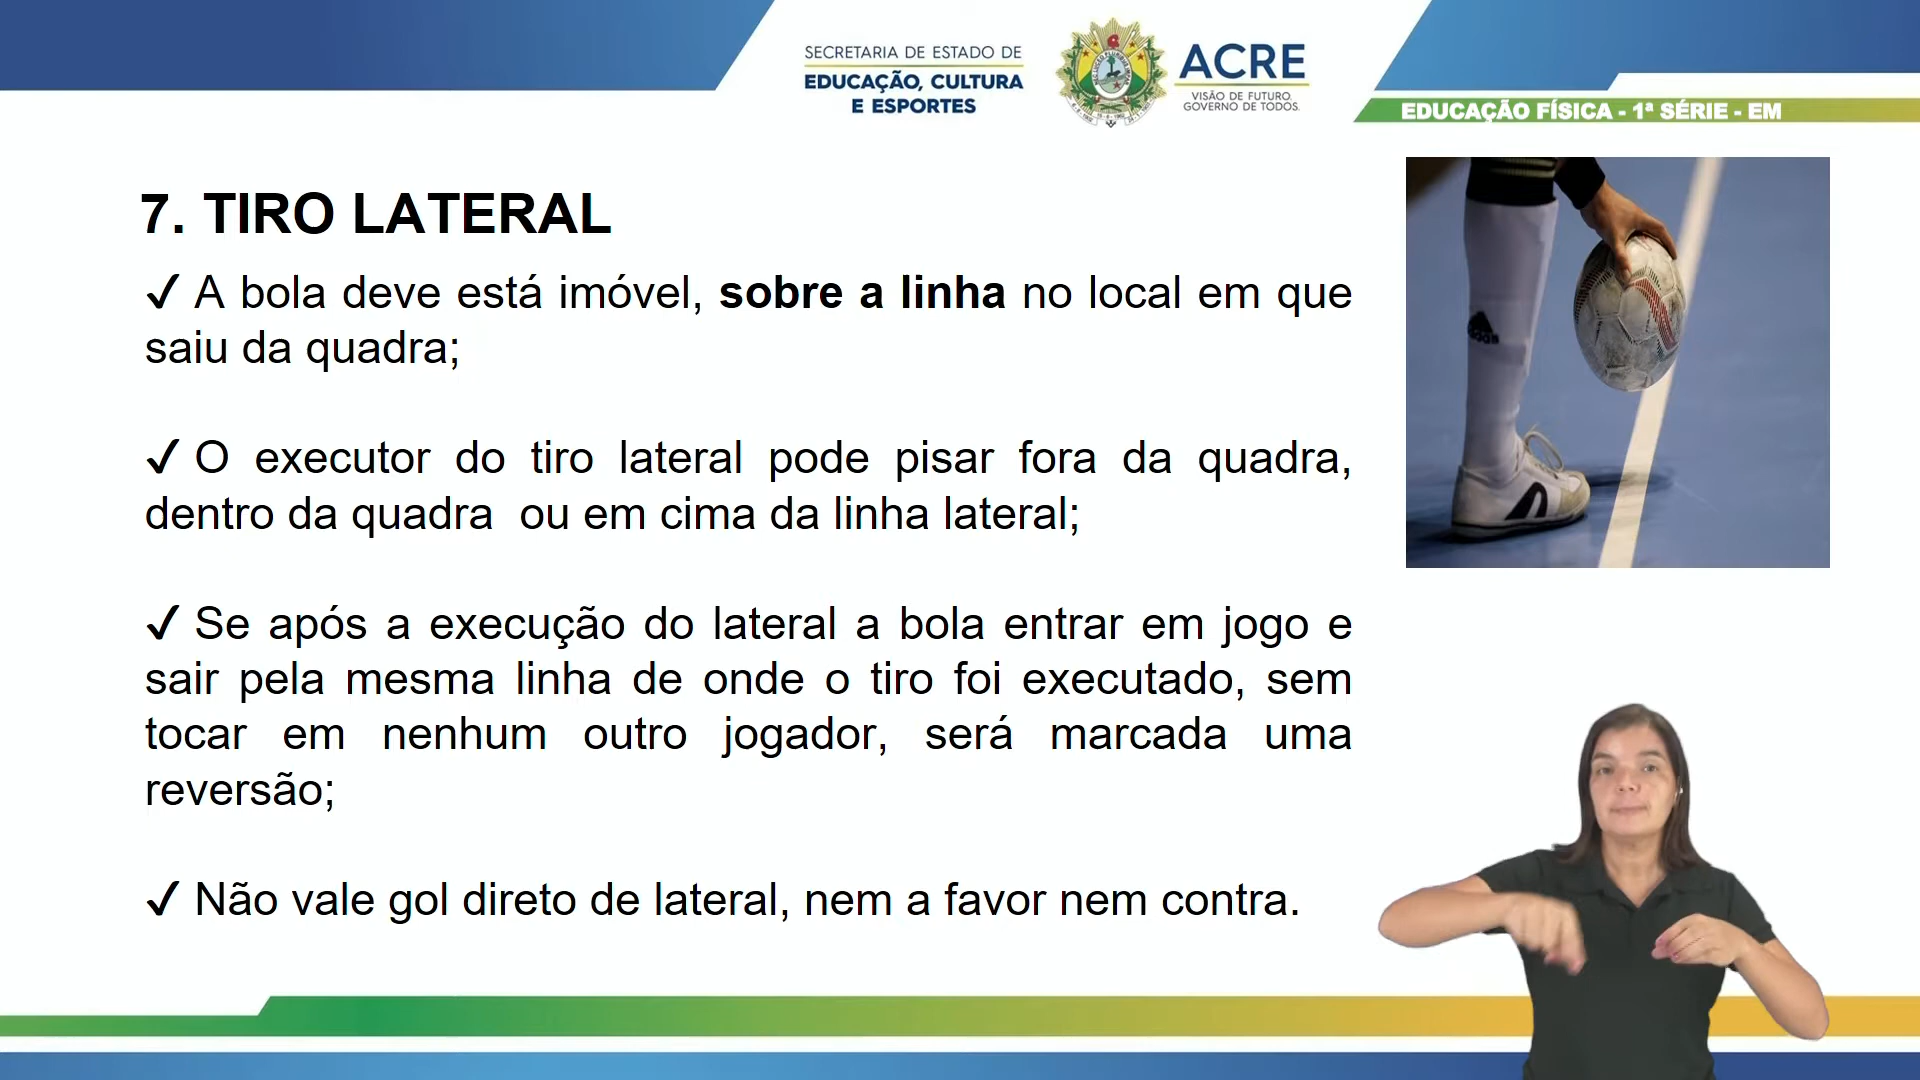 SECRETARIA DE ESTADO DE
EDUCAÇÃO, CULTURA
E ESPORTES
ACRE
VISÃO DE FUTURO.
GOVERNO DE TODOS.
EDUCAÇÃO FÍSICA - 1ª SÉRIE - EM
7. TIRO LATERAL
✓ A bola deve está imóvel, sobre a linha no local em que
saiu da quadra;
✓ O executor do tiro lateral pode pisar fora da quadra,
dentro da quadra ou em cima da linha lateral;
✓ Se após a execução do lateral a bola entrar em jogo e
sair pela mesma linha de onde o tiro foi executado, sem
tocar em nenhum outro jogador, será marcada uma
reversão;
✓ Não vale gol direto de lateral, nem a favor nem contra.
adidas